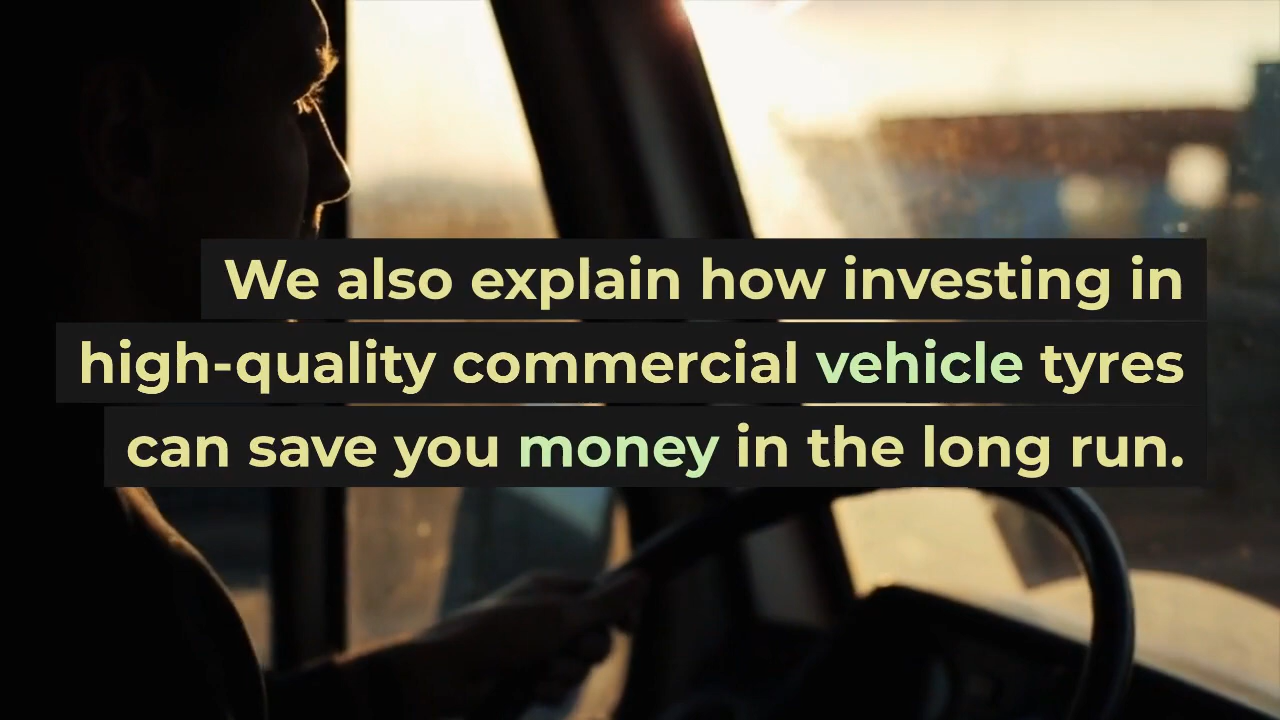 We also explain how investing in
high-quality commercial vehicle tyres
can save you money in the long run.